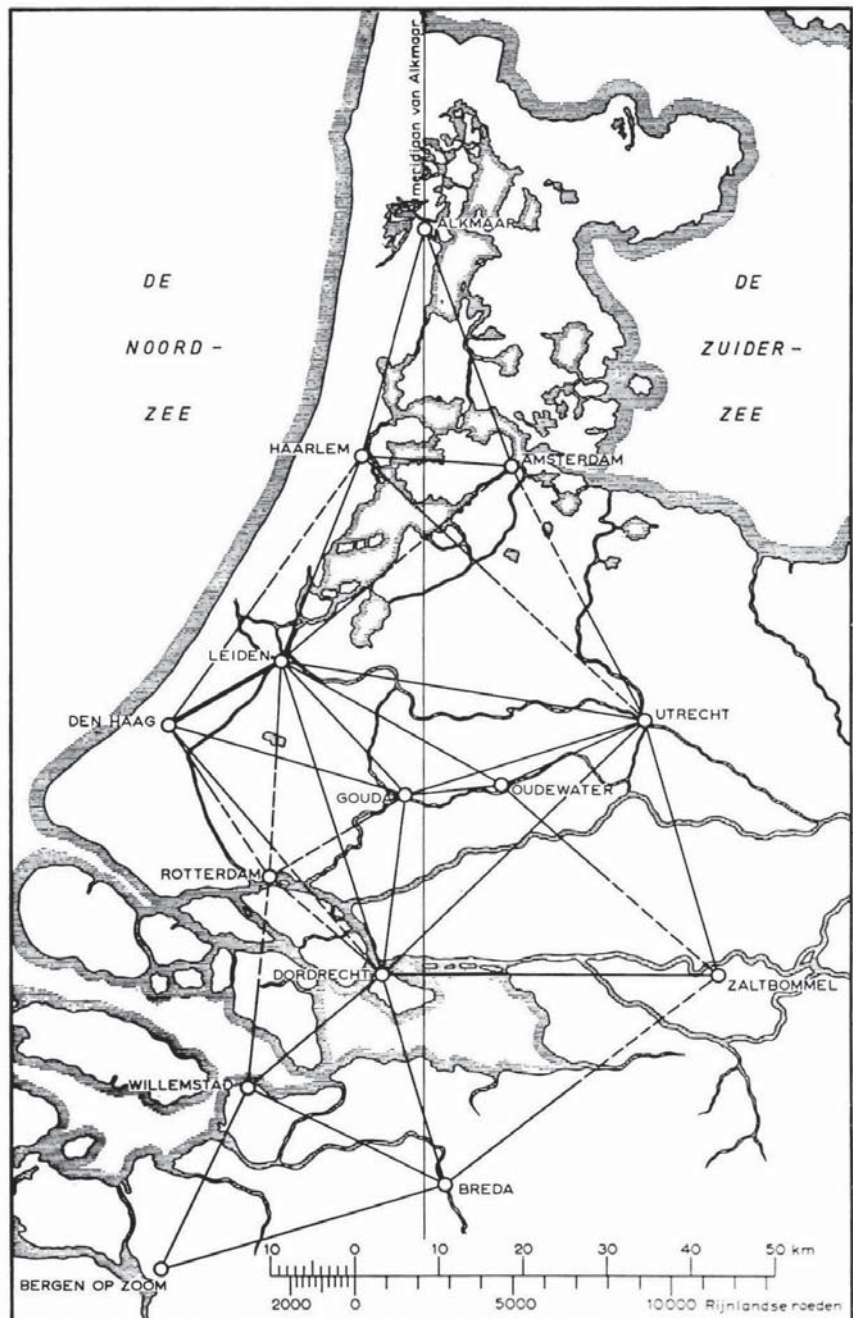 meridiaan van Alkmaar
ALKMAAR
DE
NOORD-
ZEE
DE
ZUIDER-
ZEE
HAARLEM
AMSTERDAM
LEIDEN
DEN HAAG
UTRECHT
GOUDA
OUDEWATER
ROTTERDAM
DORDRECHT
ZALTBOMMEL
WILLEMSTAD
BREDA
BERGEN OP ZOOM
10 0 10 20 30 40 50 km
2000 0 5000 10000 Rijnlandse roeden